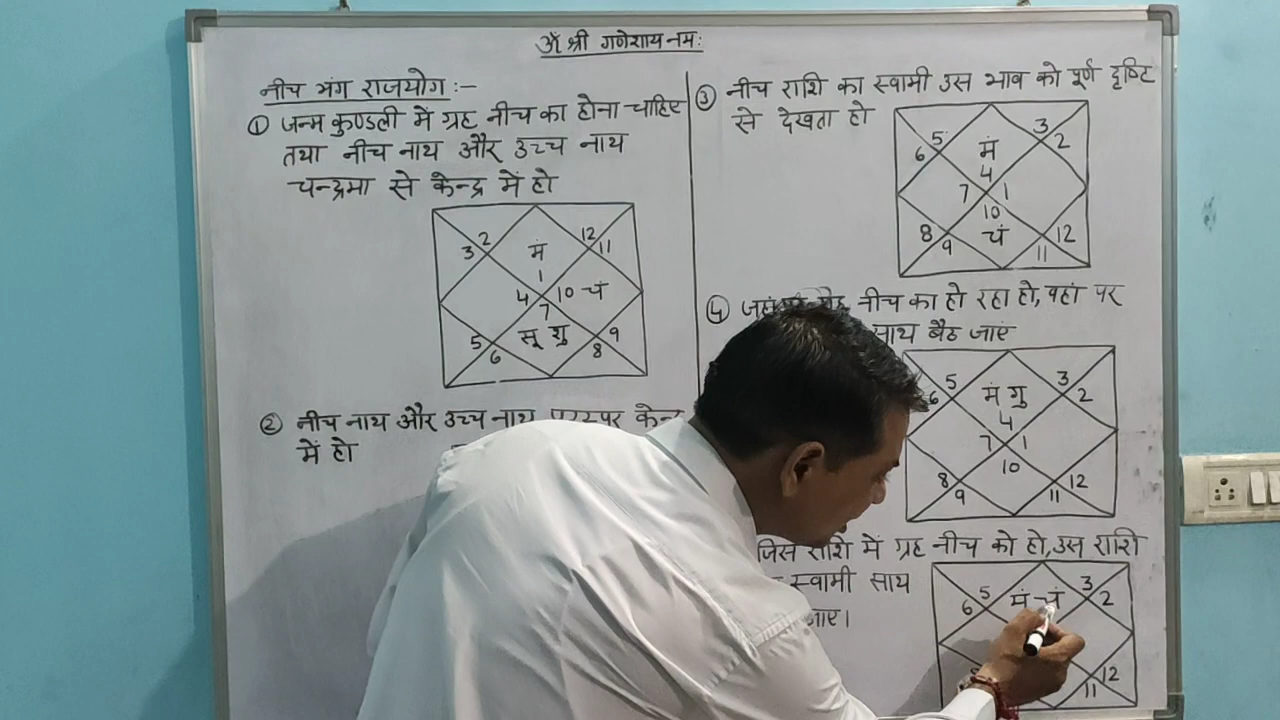 ॐ श्री गणेशाय नमः
नीच भंग राजयोग :-
① जन्म कुण्डली में ग्रह नीच का होना चाहिए
तथा नीच नाथ और उच्च नाथ
चन्द्रमा से केन्द्र में हो
3 2 मं 12 11
1
4 10 चं
7
5 6 सू गु 8 9
② नीच नाथ और उच्च नाथ परस्पर
में हो
③ नीच राशि का स्वामी उस भाव को पूर्ण दृष्टि
से देखता हो
6 5 मं 3 2
4
7 1
10
8 9 चं 11 12
④ नीच का हो रहा हो, वहां पर
साथ बैठ जाएं
6 5 मं गु 3 2
4
7 1
10
8 9 11 12
जिस राशि में ग्रह नीच को हो, उस राशि
स्वामी साथ
जाए।
6 5 मं चं 3 2
11 12